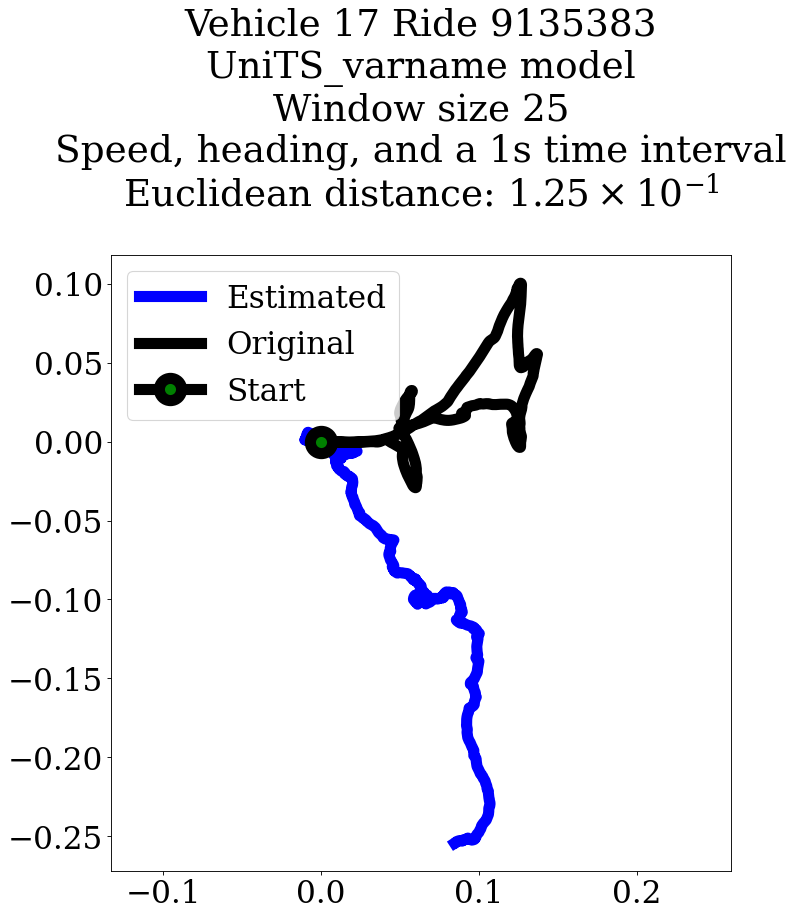 Vehicle 17 Ride 9135383
UniTS_varname model
Window size 25
Speed, heading, and a 1s time interval
Euclidean distance: 1.25 × 10⁻¹
Estimated
Original
Start
0.10
0.05
0.00
−0.05
−0.10
−0.15
−0.20
−0.25
−0.1
0.0
0.1
0.2